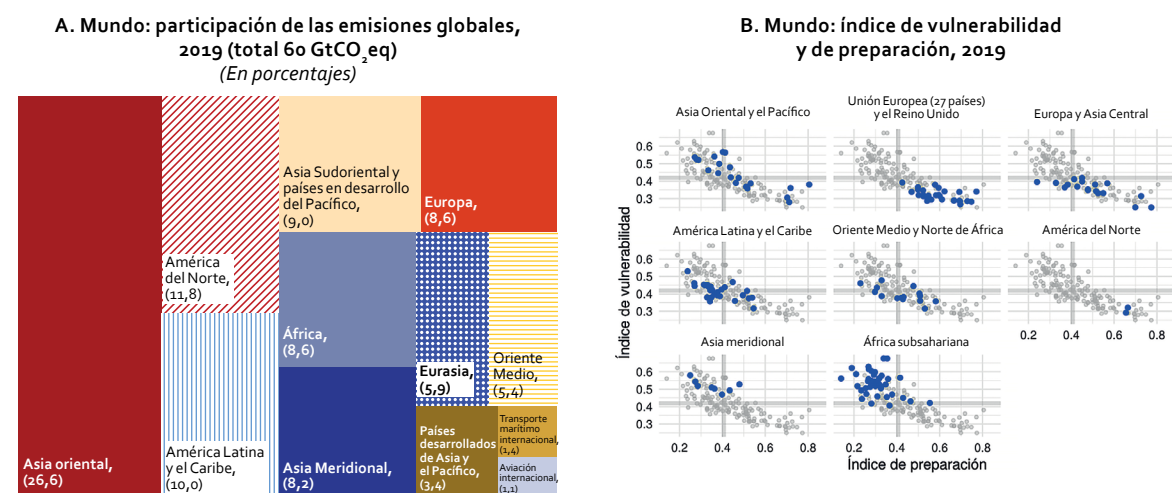 A. Mundo: participación de las emisiones globales,
2019 (total 60 GtCO2eq)
(En porcentajes)
Asia oriental,
(26,6)
América
del Norte,
(11,8)
América Latina
y el Caribe,
(10,0)
Asia Sudoriental y
países en desarrollo
del Pacífico,
(9,0)
Europa,
(8,6)
África,
(8,6)
Asia Meridional,
(8,2)
Eurasia,
(5,9)
Oriente
Medio,
(5,4)
Países
desarrollados
de Asia y
el Pacífico,
(3,4)
Transporte
marítimo
internacional,
(1,4)
Aviación
internacional,
(1,1)
B. Mundo: índice de vulnerabilidad
y de preparación, 2019
Índice de vulnerabilidad
Asia Oriental y el Pacífico
Unión Europea (27 países)
y el Reino Unido
Europa y Asia Central
0.6
0.5
0.4
0.3
América Latina y el Caribe
Oriente Medio y Norte de África
América del Norte
0.6
0.5
0.4
0.3
0.2 0.4 0.6 0.8
Asia meridional
África subsahariana
0.6
0.5
0.4
0.3
0.2 0.4 0.6 0.8
0.2 0.4 0.6 0.8
Índice de preparación